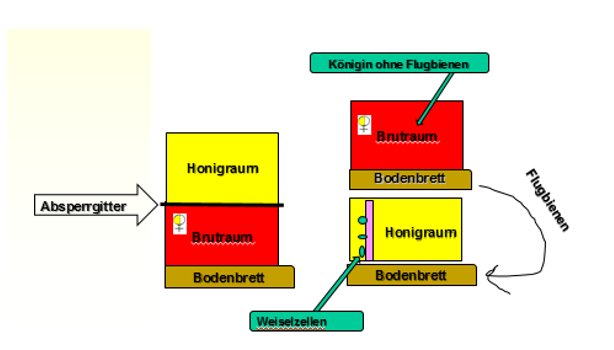 Königin ohne Flugbienen
Honigraum
Absperrgitter
Brutraum
Bodenbrett
Brutraum
Bodenbrett
Honigraum
Bodenbrett
Flugbienen
Weiselzellen